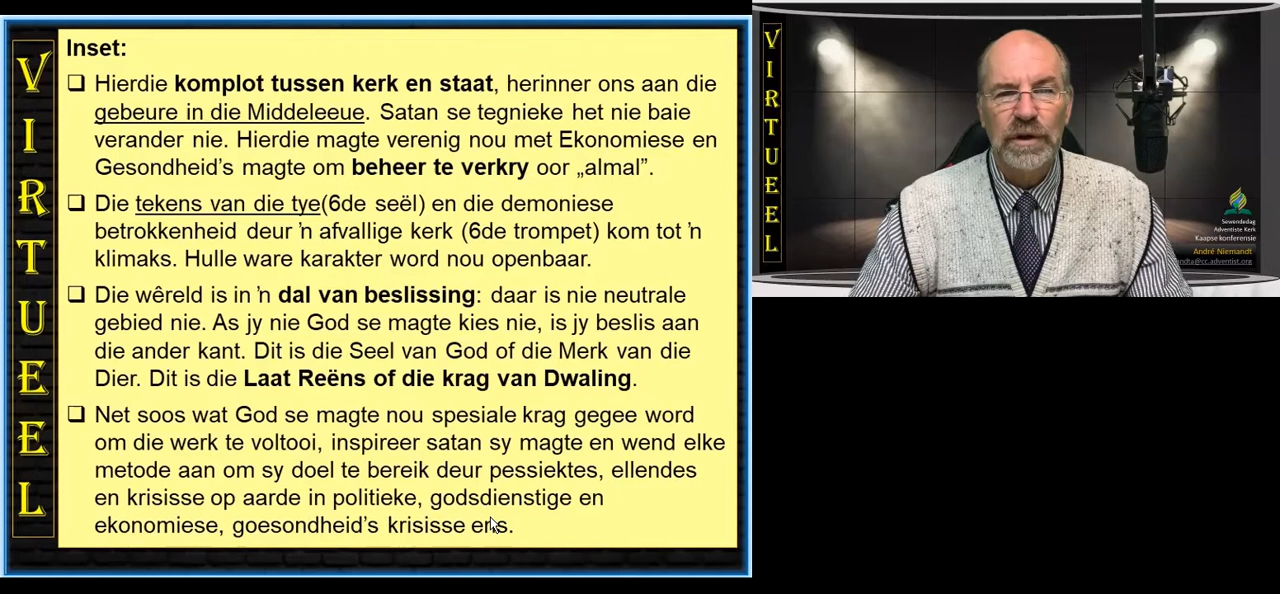 VIRTUEEL
Inset:
❑ Hierdie komplot tussen kerk en staat, herinner ons aan die
gebeure in die Middeleeue. Satan se tegnieke het nie baie
verander nie. Hierdie magte verenig nou met Ekonomiese en
Gesondheid’s magte om beheer te verkry oor „almal”.
❑ Die tekens van die tye(6de seël) en die demoniese
betrokkenheid deur ’n afvallige kerk (6de trompet) kom tot ’n
klimaks. Hulle ware karakter word nou openbaar.
❑ Die wêreld is in ’n dal van beslissing: daar is nie neutrale
gebied nie. As jy nie God se magte kies nie, is jy beslis aan
die ander kant. Dit is die Seel van God of die Merk van die
Dier. Dit is die Laat Reëns of die krag van Dwaling.
❑ Net soos wat God se magte nou spesiale krag gegee word
om die werk te voltooi, inspireer satan sy magte en wend elke
metode aan om sy doel te bereik deur pessiektes, ellendes
en krisisse op aarde in politieke, godsdienstige en
ekonomiese, goesondheid’s krisisse ens.
VIRTUEEL
Sewendedag
Adventiste Kerk
Kaapse konferensie
André Niemandt